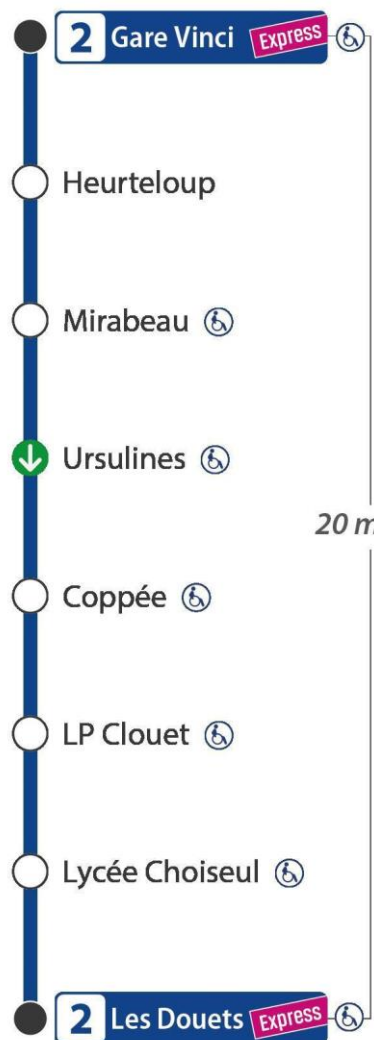 2 Gare Vinci Express
Heurteloup
Mirabeau
Ursulines
20 m
Coppée
LP Clouet
Lycée Choiseul
2 Les Douets Express